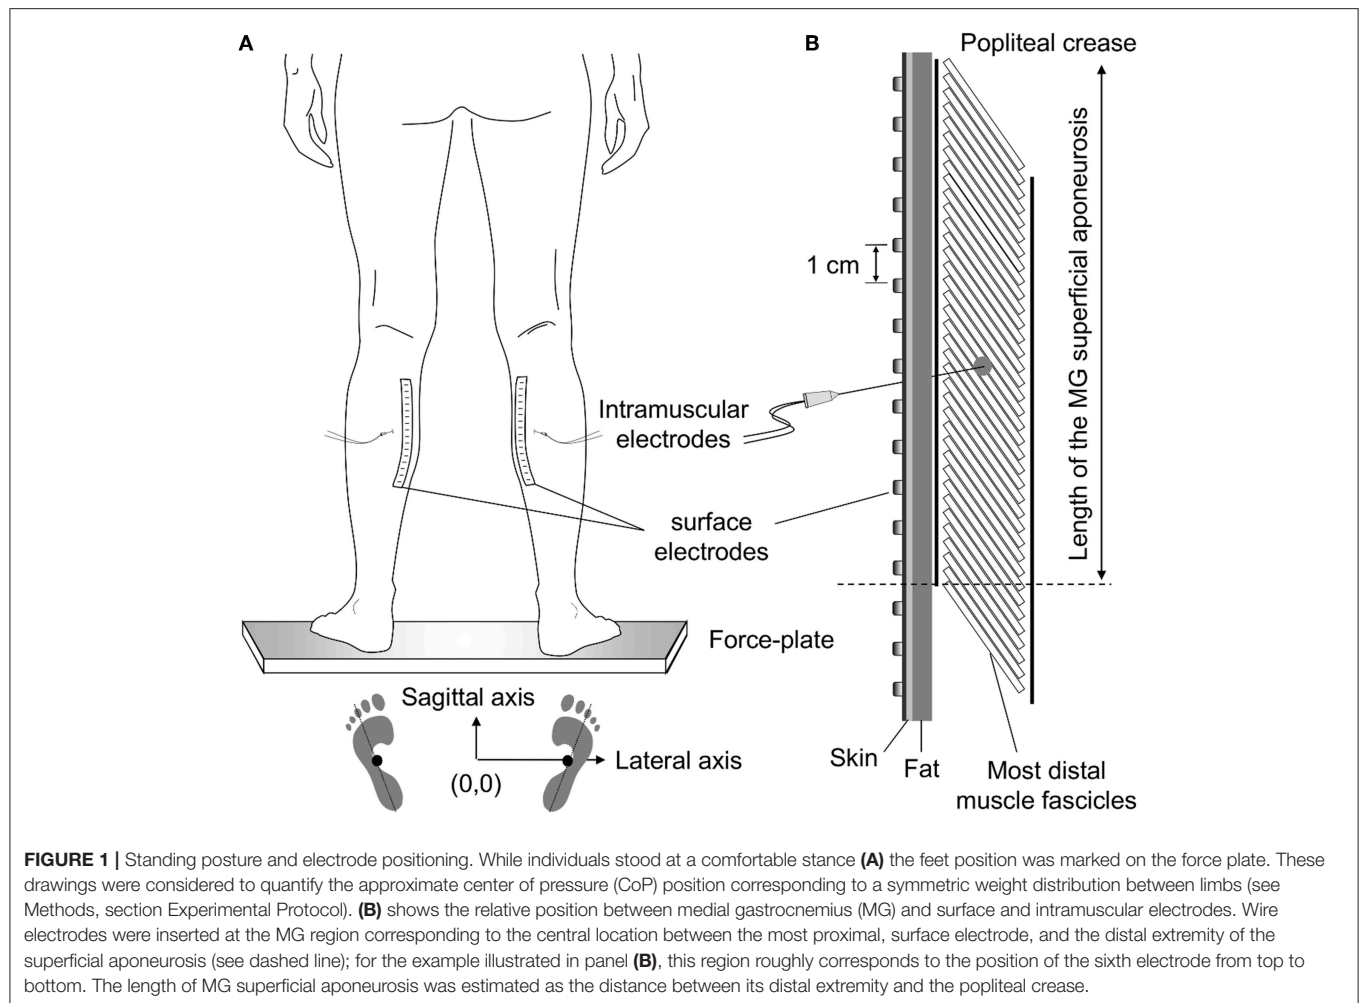 A
B
Popliteal crease
Length of the MG superficial aponeurosis
1 cm
Intramuscular
electrodes
surface
electrodes
Force-plate
Sagittal axis
Lateral axis
(0,0)
Skin
Fat
Most distal
muscle fascicles
FIGURE 1 | Standing posture and electrode positioning. While individuals stood at a comfortable stance (A) the feet position was marked on the force plate. These
drawings were considered to quantify the approximate center of pressure (CoP) position corresponding to a symmetric weight distribution between limbs (see
Methods, section Experimental Protocol). (B) shows the relative position between medial gastrocnemius (MG) and surface and intramuscular electrodes. Wire
electrodes were inserted at the MG region corresponding to the central location between the most proximal, surface electrode, and the distal extremity of the
superficial aponeurosis (see dashed line); for the example illustrated in panel (B), this region roughly corresponds to the position of the sixth electrode from top to
bottom. The length of MG superficial aponeurosis was estimated as the distance between its distal extremity and the popliteal crease.